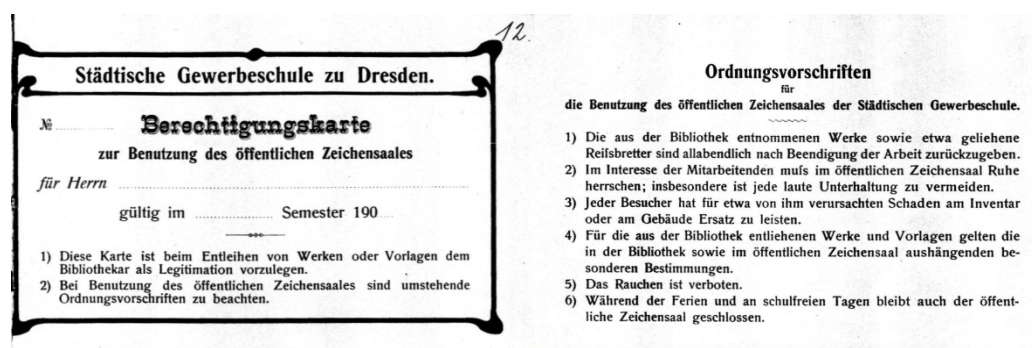 12.
Städtische Gewerbeschule zu Dresden.
№ Berechtigungskarte
zur Benutzung des öffentlichen Zeichensaales
für Herrn
gültig im Semester 190
1) Diese Karte ist beim Entleihen von Werken oder Vorlagen dem
Bibliothekar als Legitimation vorzulegen.
2) Bei Benutzung des öffentlichen Zeichensaales sind umstehende
Ordnungsvorschriften zu beachten.
Ordnungsvorschriften
für
die Benutzung des öffentlichen Zeichensaales der Städtischen Gewerbeschule.
1) Die aus der Bibliothek entnommenen Werke sowie etwa geliehene
Reifsbretter sind allabendlich nach Beendigung der Arbeit zurückzugeben.
2) Im Interesse der Mitarbeitenden mufs im öffentlichen Zeichensaal Ruhe
herrschen; insbesondere ist jede laute Unterhaltung zu vermeiden.
3) Jeder Besucher hat für etwa von ihm verursachten Schaden am Inventar
oder am Gebäude Ersatz zu leisten.
4) Für die aus der Bibliothek entliehenen Werke und Vorlagen gelten die
in der Bibliothek sowie im öffentlichen Zeichensaal aushängenden be-
sonderen Bestimmungen.
5) Das Rauchen ist verboten.
6) Während der Ferien und an schulfreien Tagen bleibt auch der öffent-
liche Zeichensaal geschlossen.